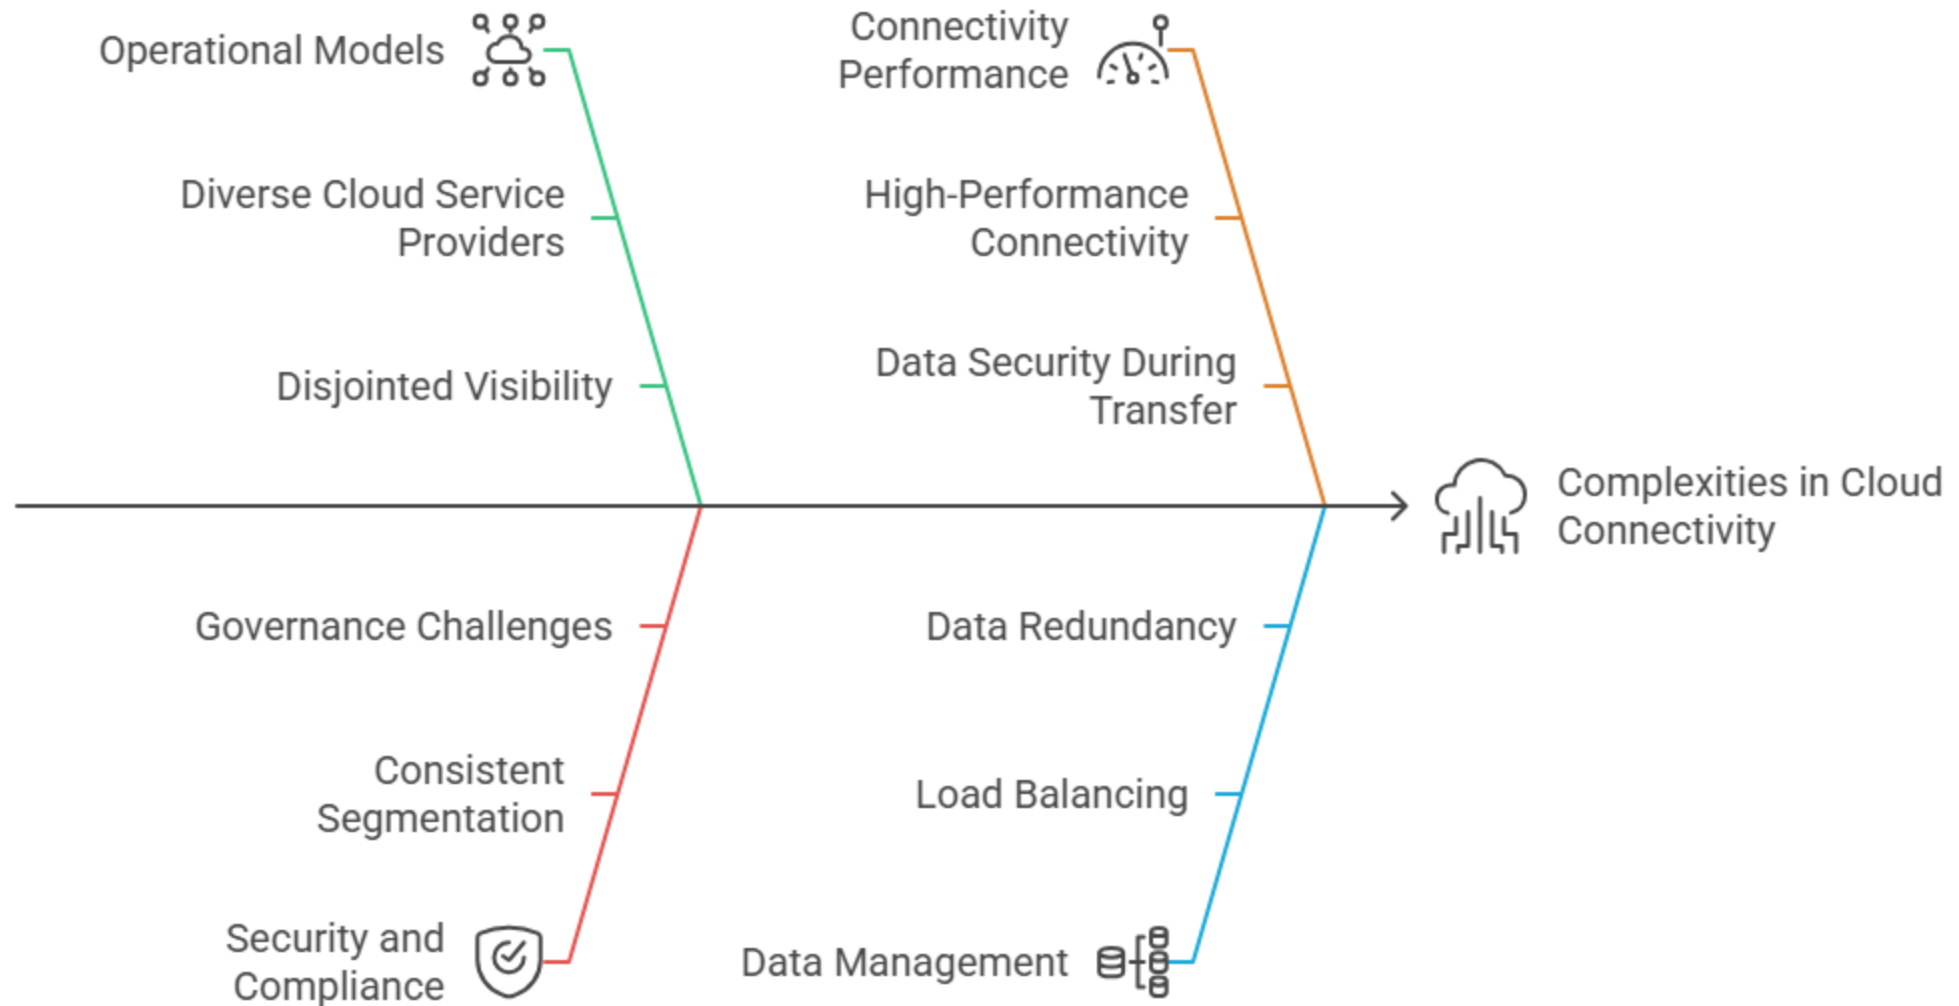 Operational Models
Diverse Cloud Service
Providers
Disjointed Visibility
Connectivity
Performance
High-Performance
Connectivity
Data Security During
Transfer
Complexities in Cloud
Connectivity
Governance Challenges
Consistent
Segmentation
Security and
Compliance
Data Redundancy
Load Balancing
Data Management